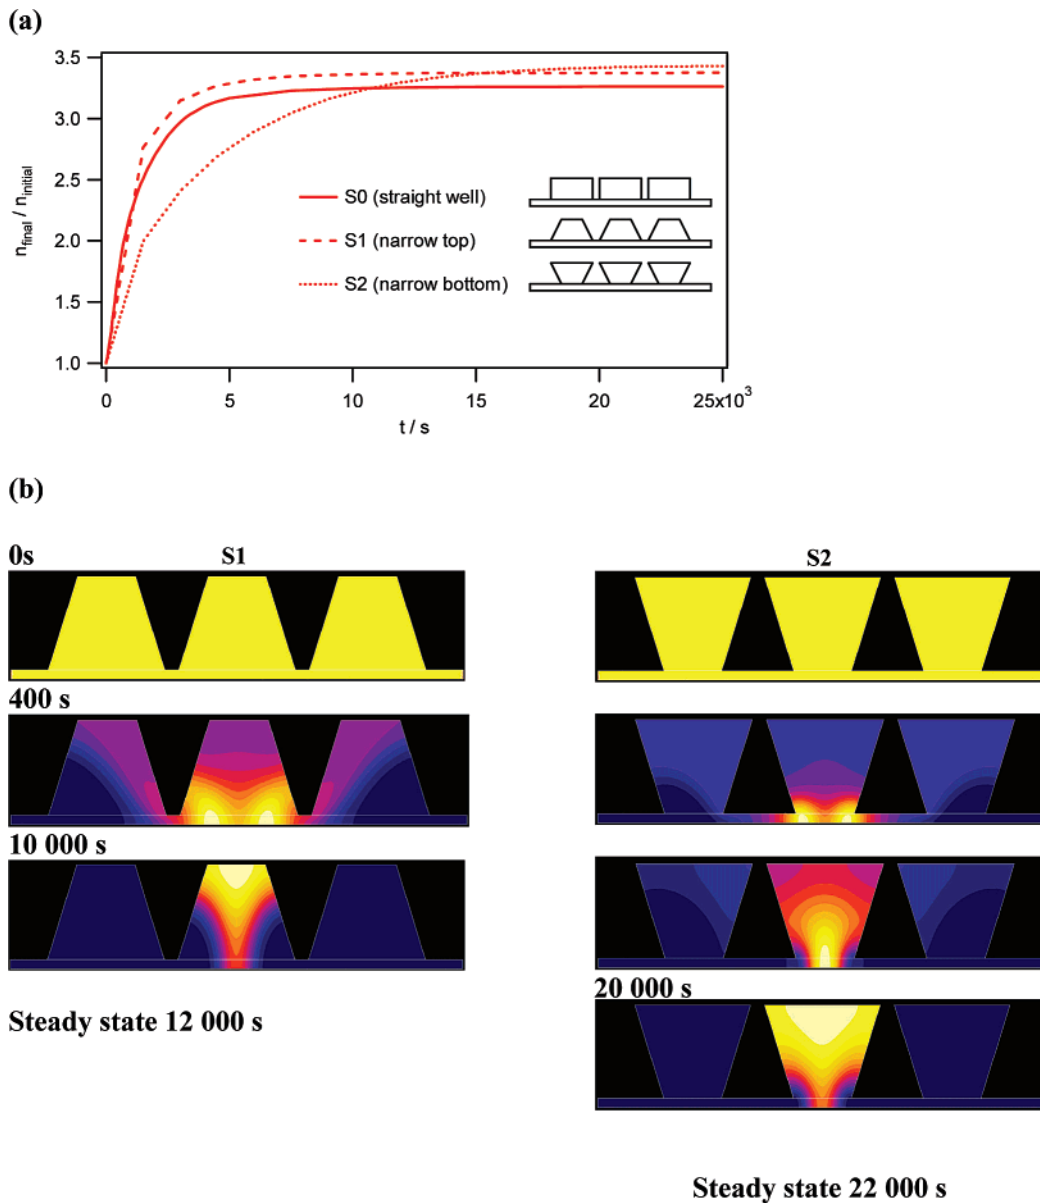 (a)
3.5
3.0
2.5
2.0
1.5
1.0
n_final / n_initial
S0 (straight well)
S1 (narrow top)
S2 (narrow bottom)
0 5 10 15 20 25x10³
t / s
(b)
0s S1 S2
400 s
10 000 s
20 000 s
Steady state 12 000 s
Steady state 22 000 s